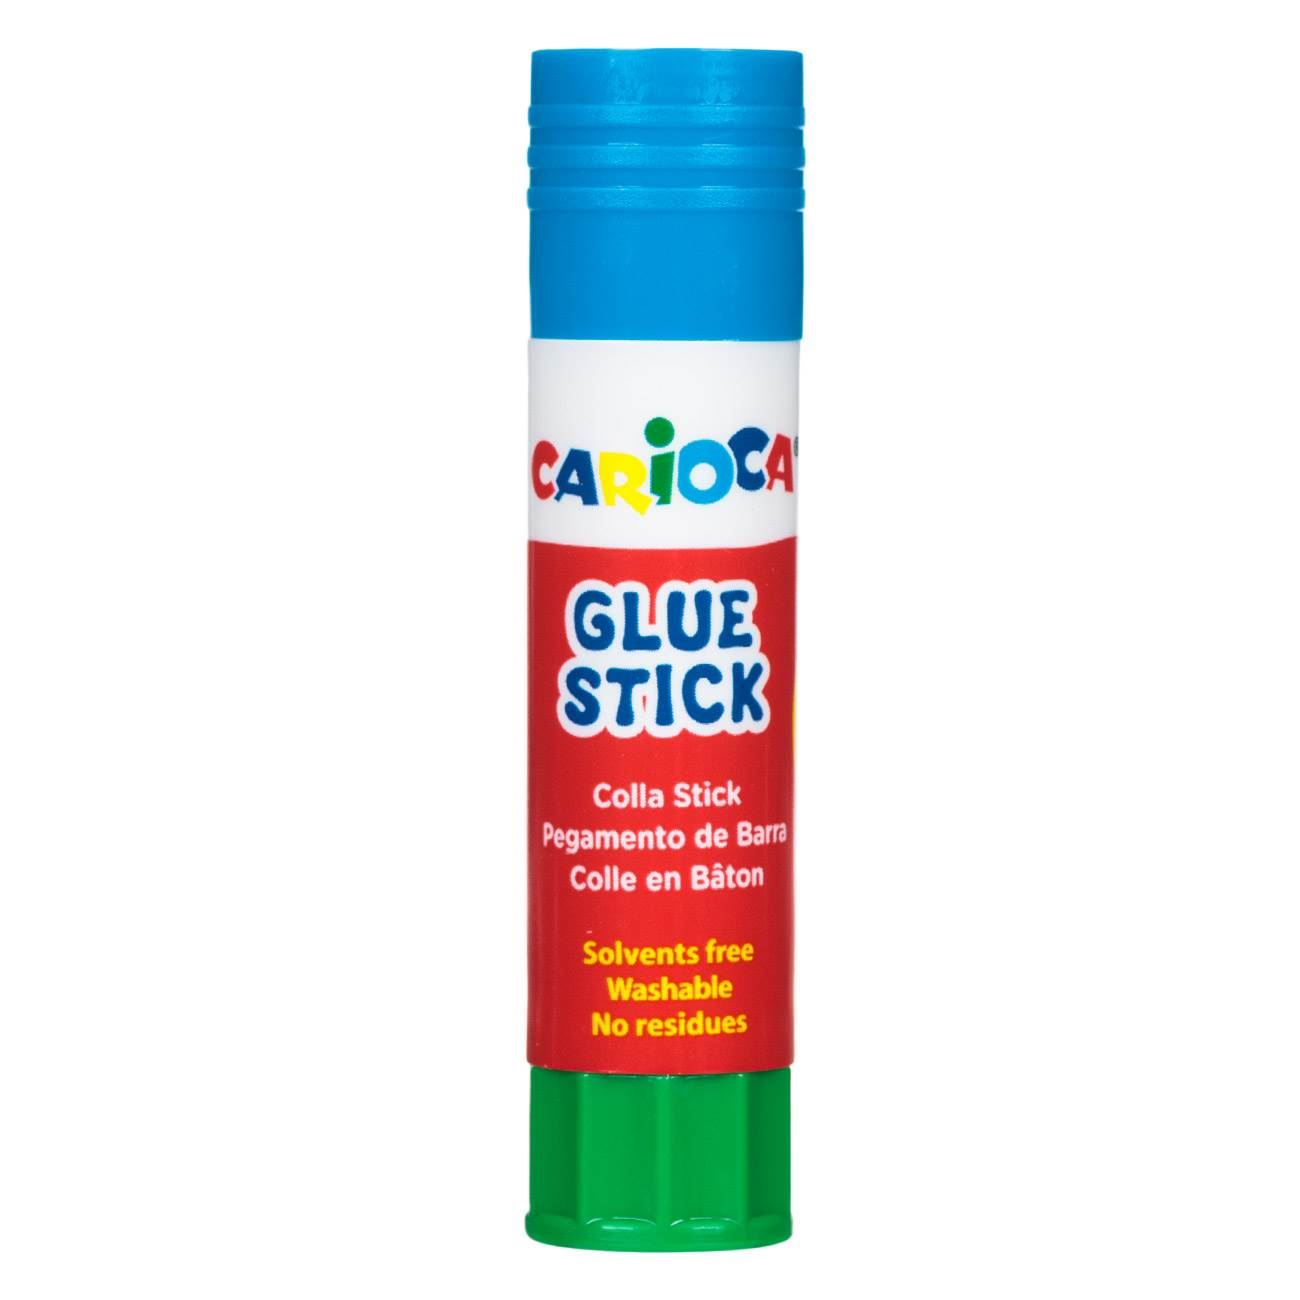 CARIOCA®
GLUE
STICK
Colla Stick
Pegamento de Barra
Colle en Bâton
Solvents free
Washable
No residues